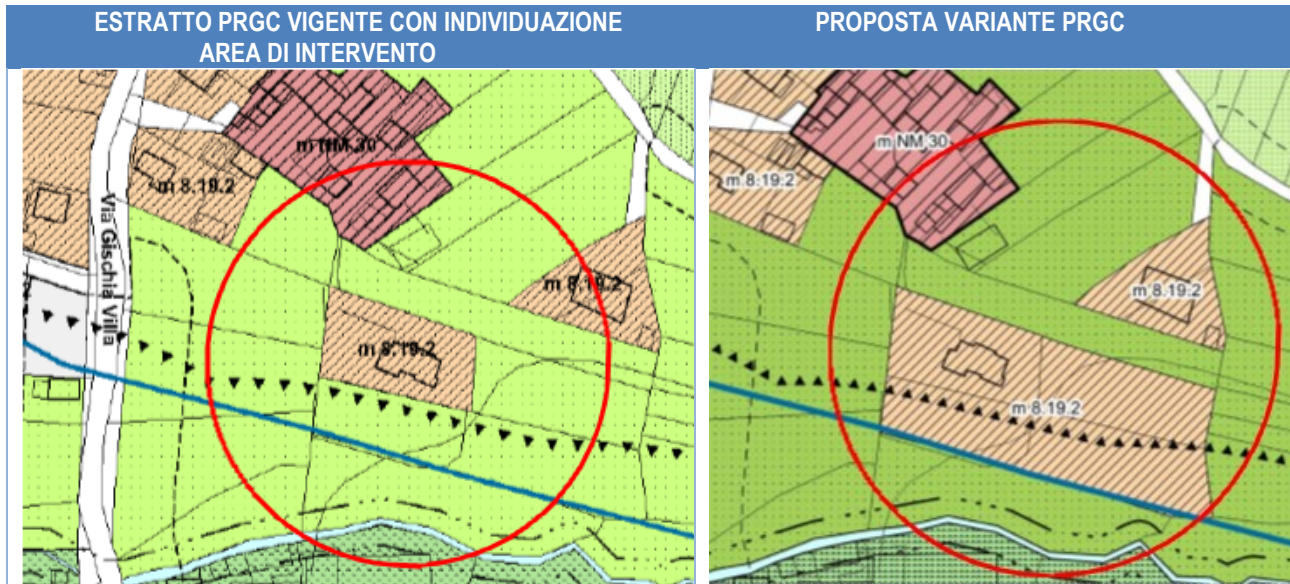 ESTRATTO PRGC VIGENTE CON INDIVIDUAZIONE
AREA DI INTERVENTO
PROPOSTA VARIANTE PRGC
m NM 30
m 8.19.2
Via Gischia Villa
m 8.19.2
m 8.19.2
m NM 30
m 8.19.2
m 8.19.2
m 8.19.2